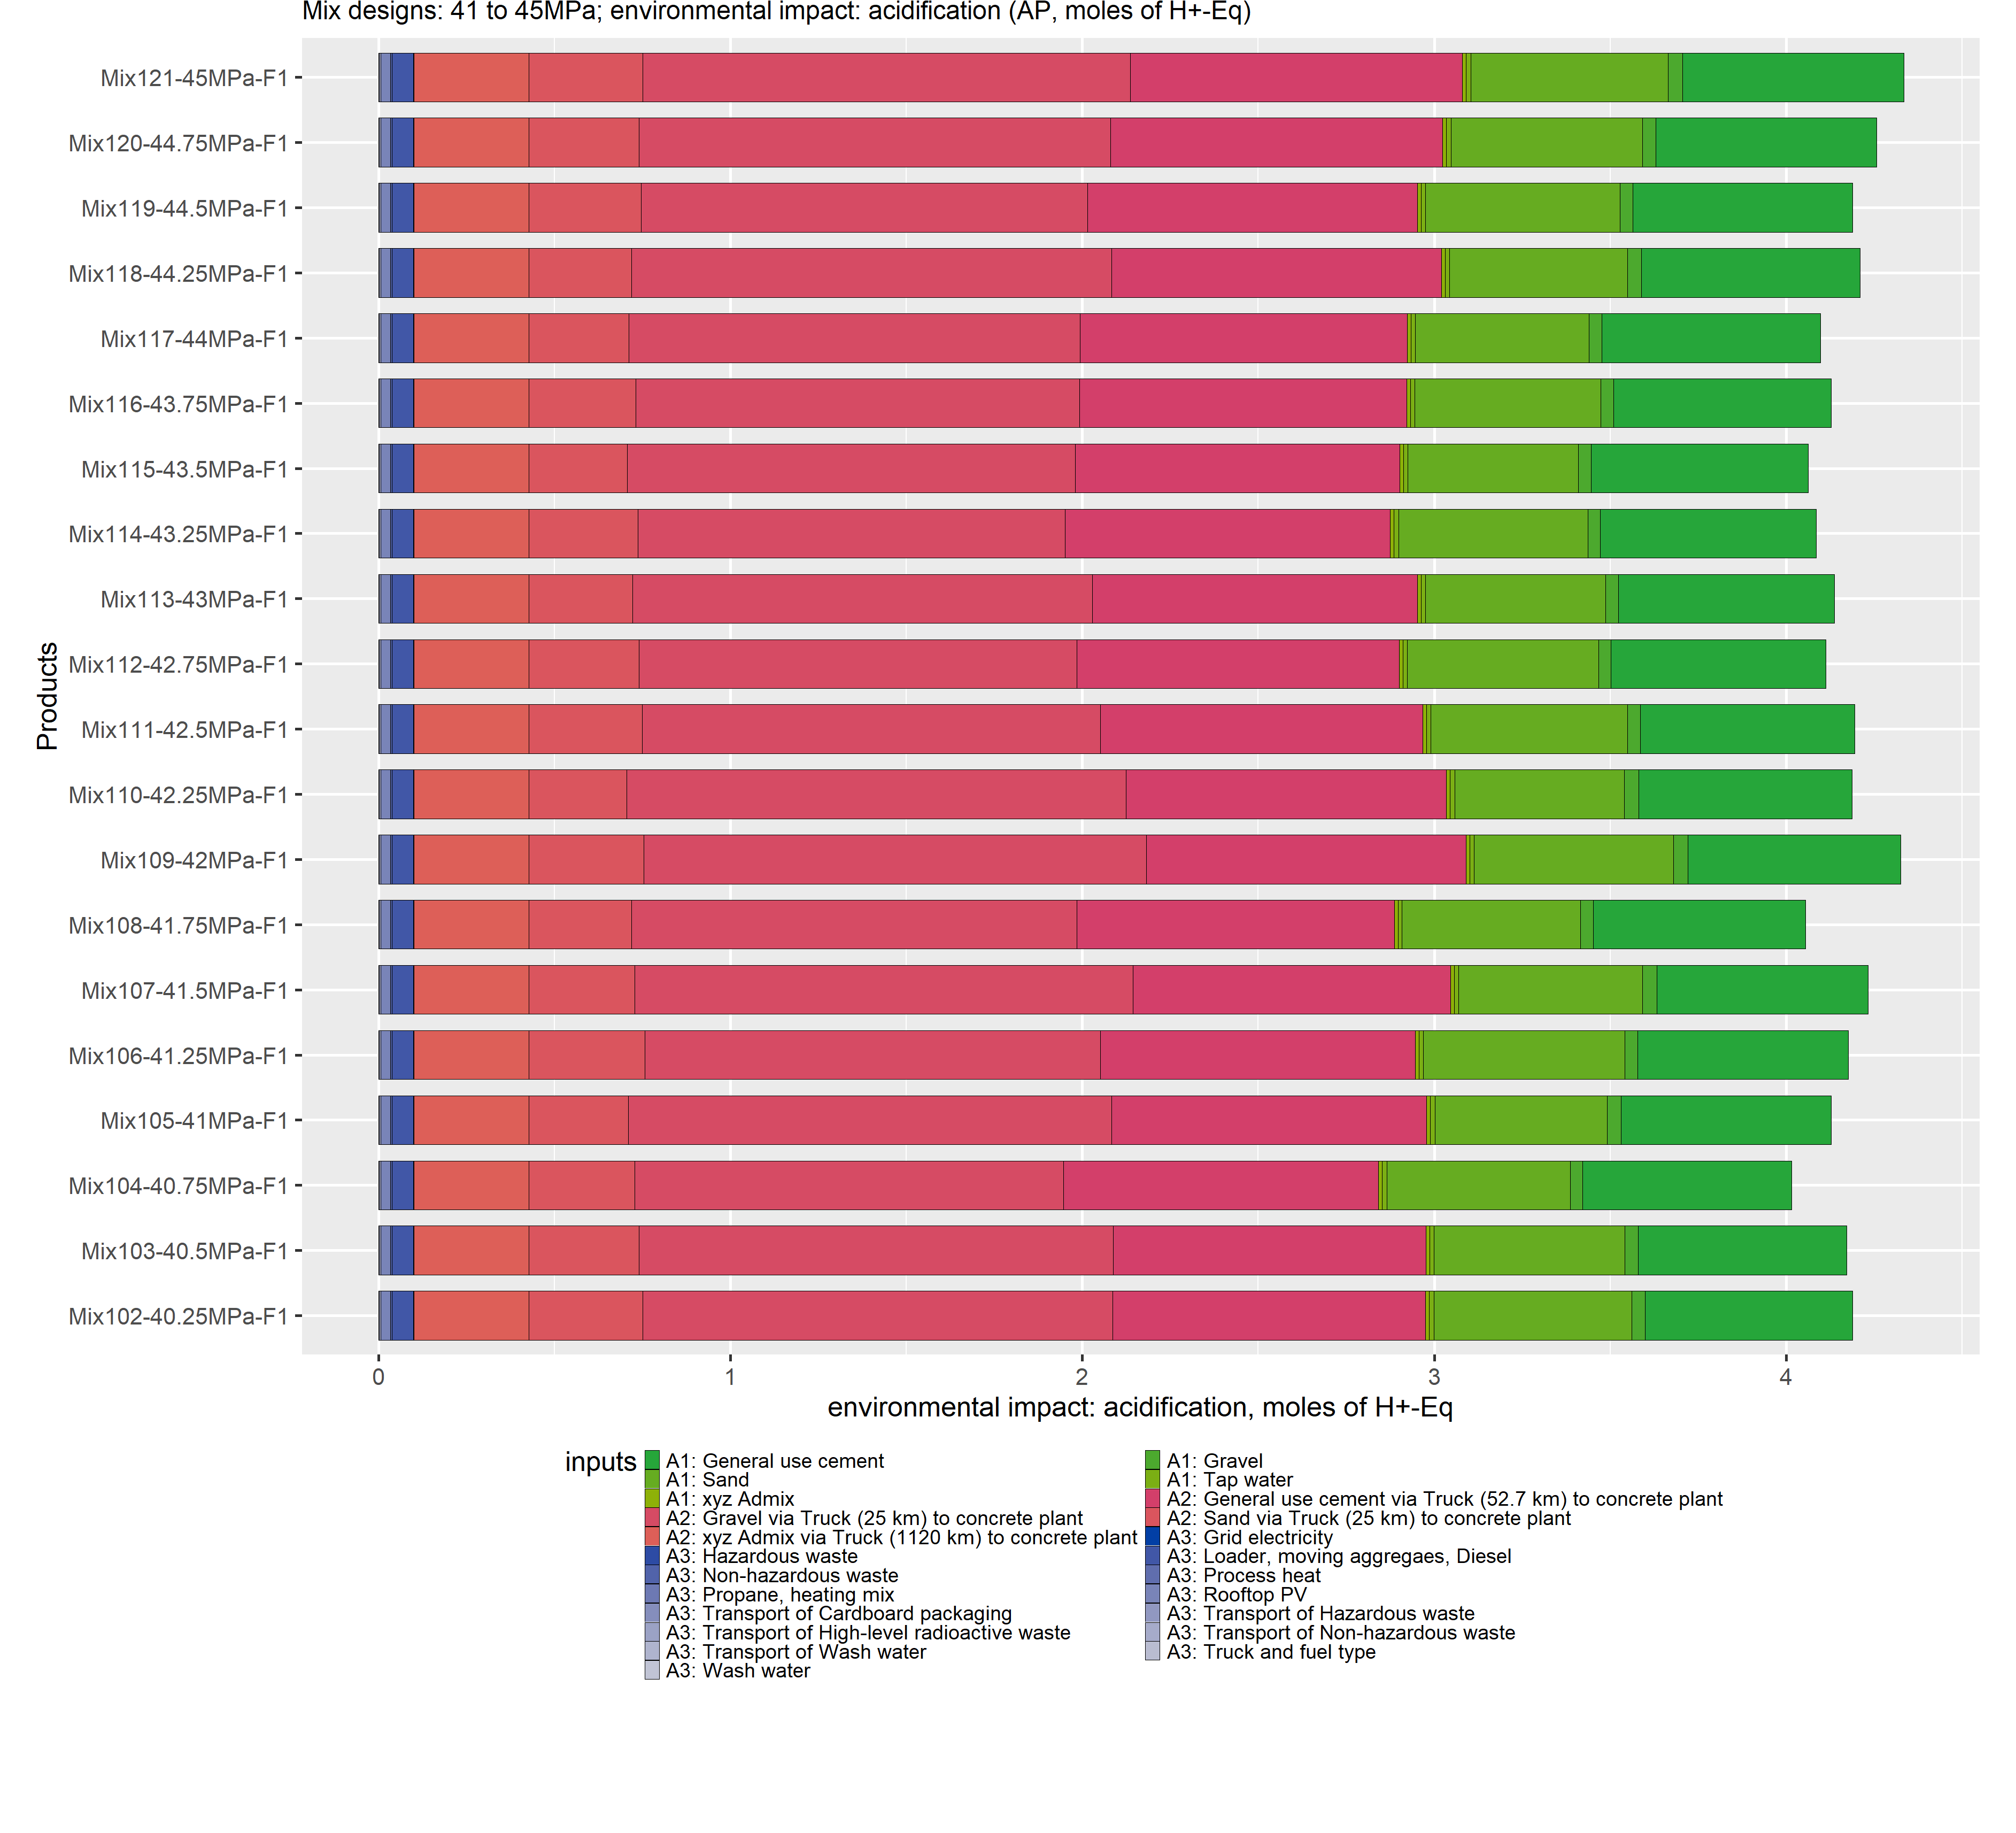 Mix designs: 41 to 45MPa; environmental impact: acidification (AP, moles of H+-Eq)
Products
Mix121-45MPa-F1
Mix120-44.75MPa-F1
Mix119-44.5MPa-F1
Mix118-44.25MPa-F1
Mix117-44MPa-F1
Mix116-43.75MPa-F1
Mix115-43.5MPa-F1
Mix114-43.25MPa-F1
Mix113-43MPa-F1
Mix112-42.75MPa-F1
Mix111-42.5MPa-F1
Mix110-42.25MPa-F1
Mix109-42MPa-F1
Mix108-41.75MPa-F1
Mix107-41.5MPa-F1
Mix106-41.25MPa-F1
Mix105-41MPa-F1
Mix104-40.75MPa-F1
Mix103-40.5MPa-F1
Mix102-40.25MPa-F1
0 1 2 3 4
environmental impact: acidification, moles of H+-Eq
inputs
A1: General use cement A1: Gravel
A1: Sand A1: Tap water
A1: xyz Admix A2: General use cement via Truck (52.7 km) to concrete plant
A2: Gravel via Truck (25 km) to concrete plant A2: Sand via Truck (25 km) to concrete plant
A2: xyz Admix via Truck (1120 km) to concrete plant A3: Grid electricity
A3: Hazardous waste A3: Loader, moving aggregaes, Diesel
A3: Non-hazardous waste A3: Process heat
A3: Propane, heating mix A3: Rooftop PV
A3: Transport of Cardboard packaging A3: Transport of Hazardous waste
A3: Transport of High-level radioactive waste A3: Transport of Non-hazardous waste
A3: Transport of Wash water A3: Truck and fuel type
A3: Wash water